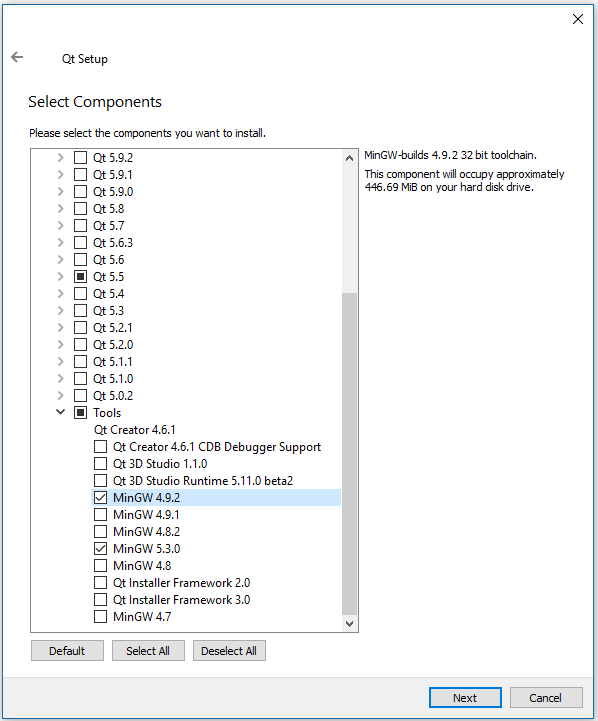 Qt Setup
Select Components
Please select the components you want to install.
Qt 5.9.2
Qt 5.9.1
Qt 5.9.0
Qt 5.8
Qt 5.7
Qt 5.6.3
Qt 5.6
Qt 5.5
Qt 5.4
Qt 5.3
Qt 5.2.1
Qt 5.2.0
Qt 5.1.1
Qt 5.1.0
Qt 5.0.2
Tools
Qt Creator 4.6.1
Qt Creator 4.6.1 CDB Debugger Support
Qt 3D Studio 1.1.0
Qt 3D Studio Runtime 5.11.0 beta2
MinGW 4.9.2
MinGW 4.9.1
MinGW 4.8.2
MinGW 5.3.0
MinGW 4.8
Qt Installer Framework 2.0
Qt Installer Framework 3.0
MinGW 4.7
MinGW-builds 4.9.2 32 bit toolchain.
This component will occupy approximately
446.69 MiB on your hard disk drive.
Default
Select All
Deselect All
Next
Cancel